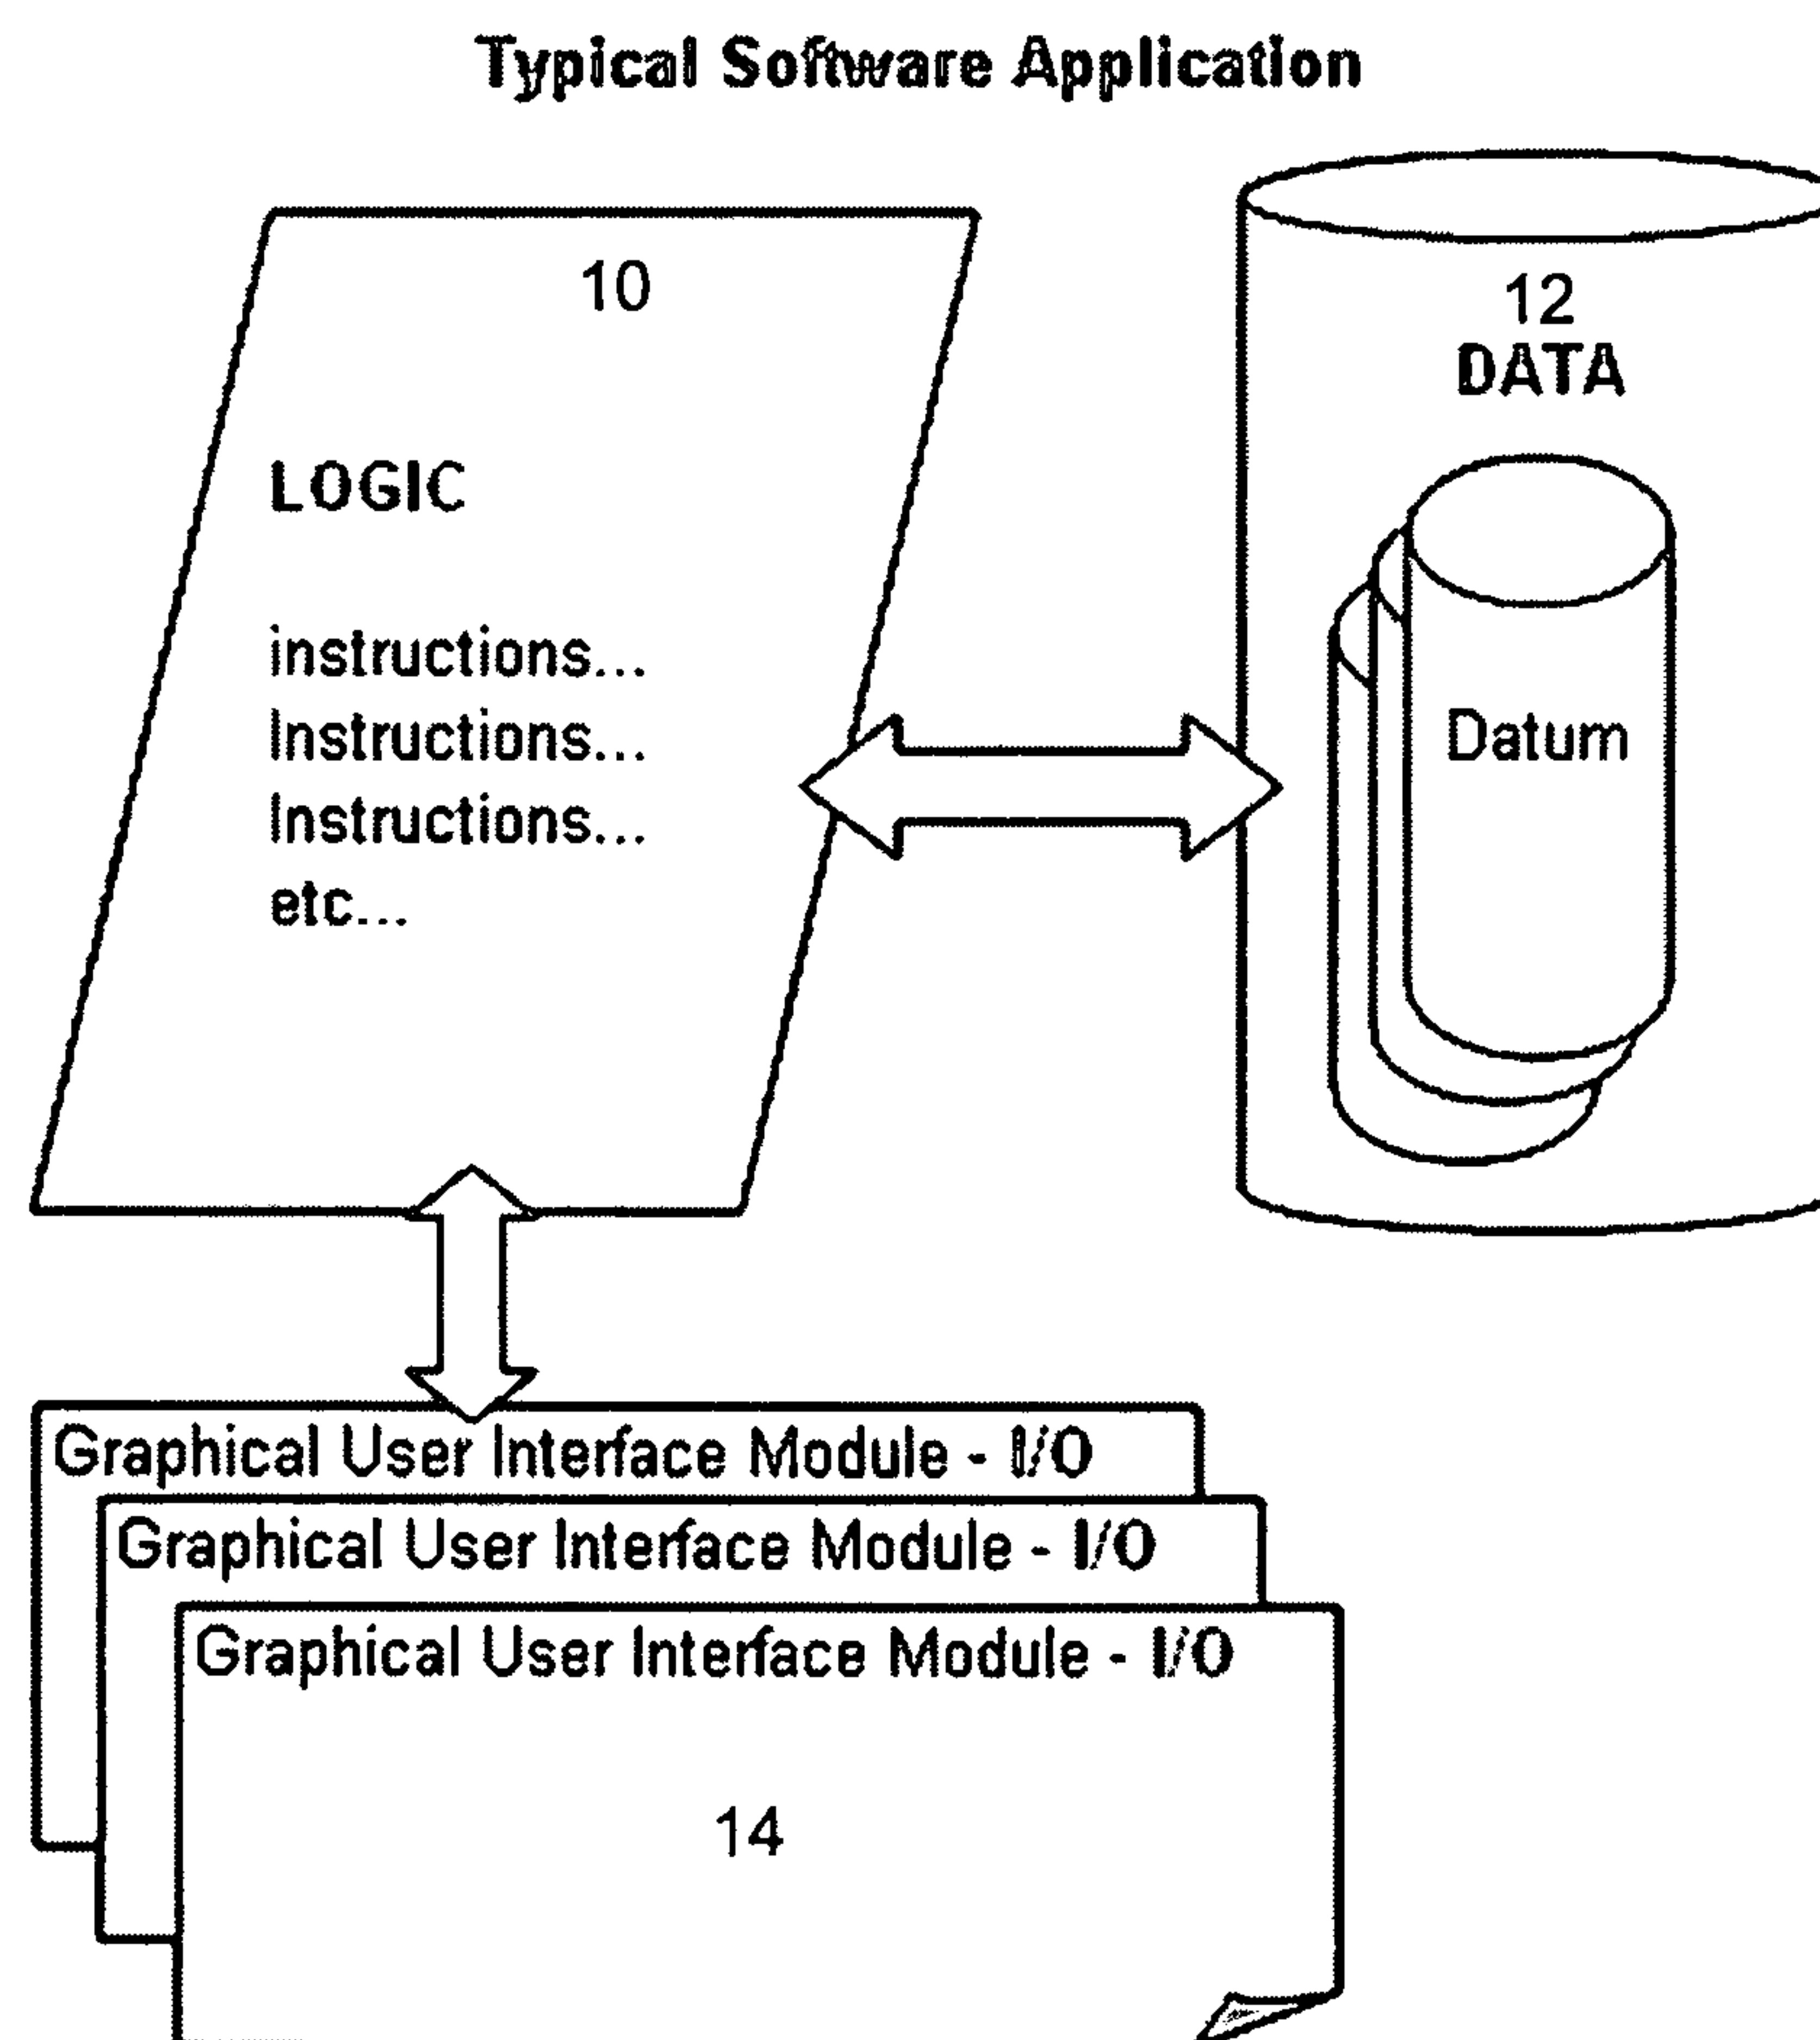 Typical Software Application
10
LOGIC
instructions...
Instructions...
Instructions...
etc...
12
DATA
Datum
Graphical User Interface Module - I/O
Graphical User Interface Module - I/O
Graphical User Interface Module - I/O
14